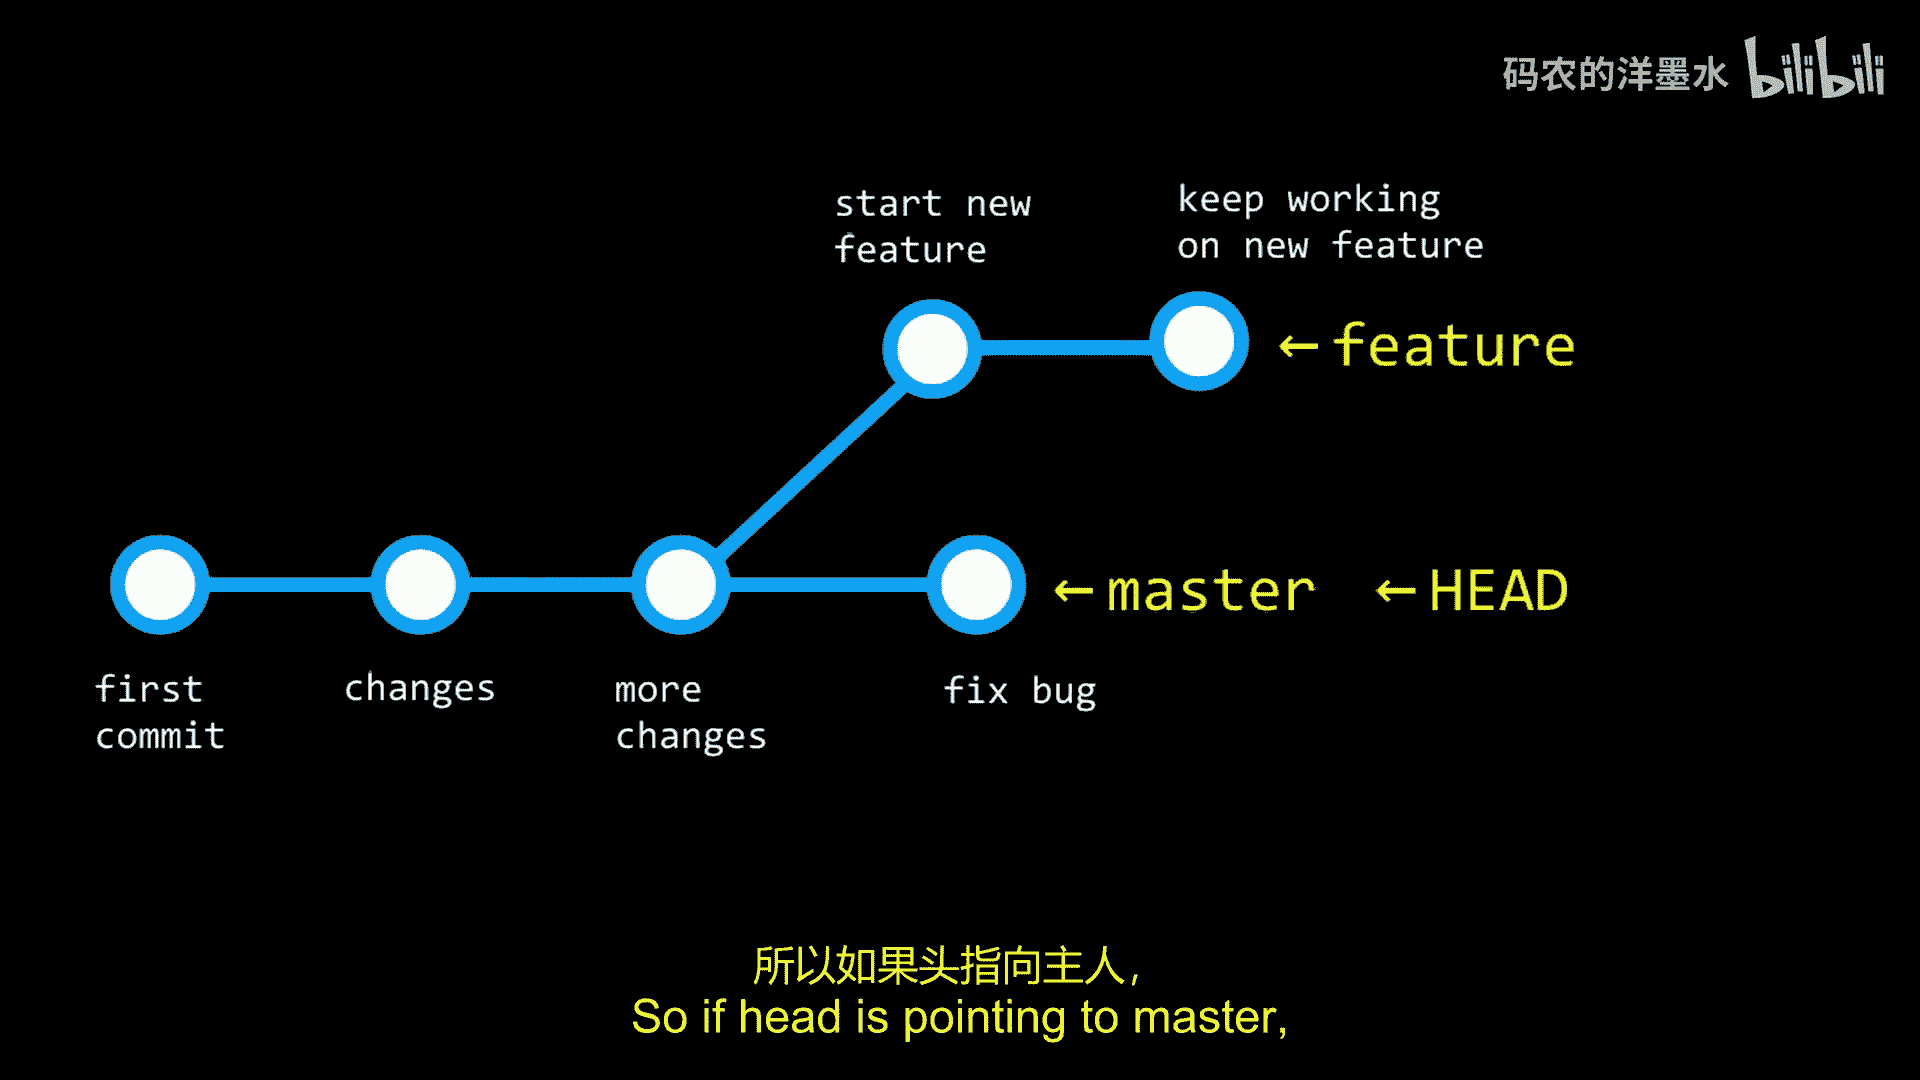 码农的洋墨水 bilibili
start new
feature
keep working
on new feature
← feature
← master ← HEAD
first
commit
changes
more
changes
fix bug
所以如果头指向主人，
So if head is pointing to master,